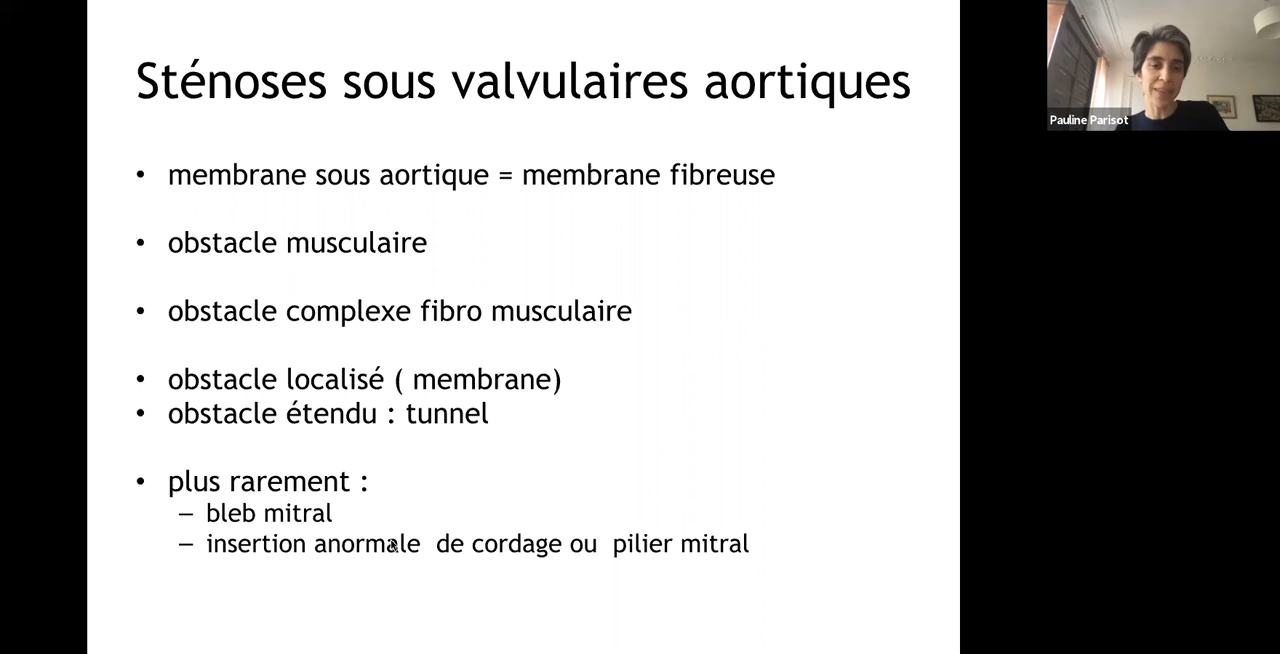 Sténoses sous valvulaires aortiques
• membrane sous aortique = membrane fibreuse
• obstacle musculaire
• obstacle complexe fibro musculaire
• obstacle localisé ( membrane)
• obstacle étendu : tunnel
• plus rarement :
– bleb mitral
– insertion anormale  de cordage ou  pilier mitral
Pauline Parisot